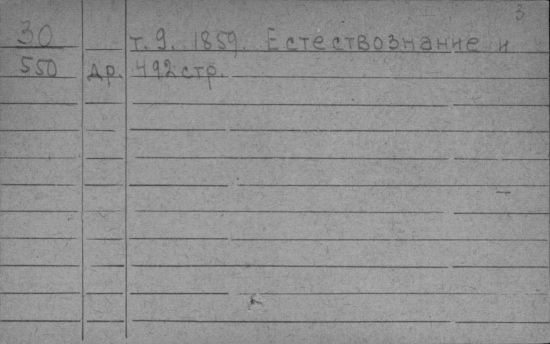 3
30 т. 9. 1859. Естествознание и
550 др. 492 стр.